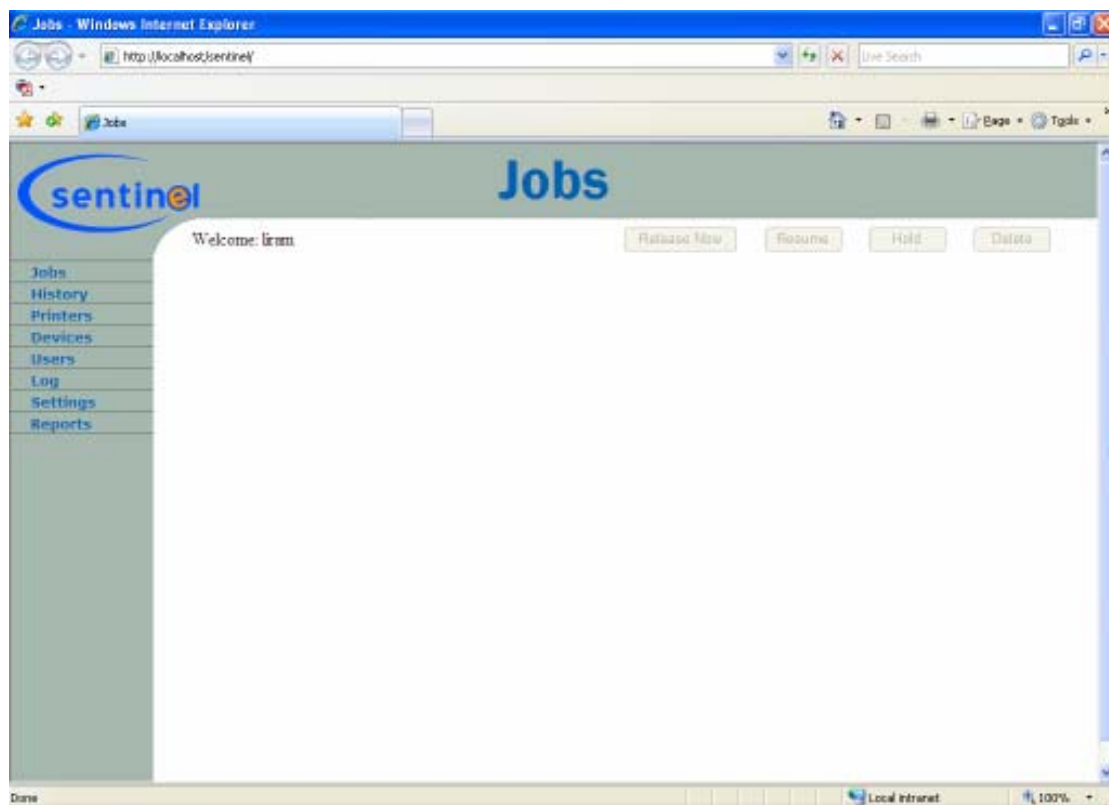 Jobs - Windows Internet Explorer
http://localhost/sentinel/
Live Search
Jobs
Page
Tools
sentinel
Jobs
Welcome: liram
Release Now
Resume
Hold
Delete
Jobs
History
Printers
Devices
Users
Log
Settings
Reports
Done
Local intranet
100%